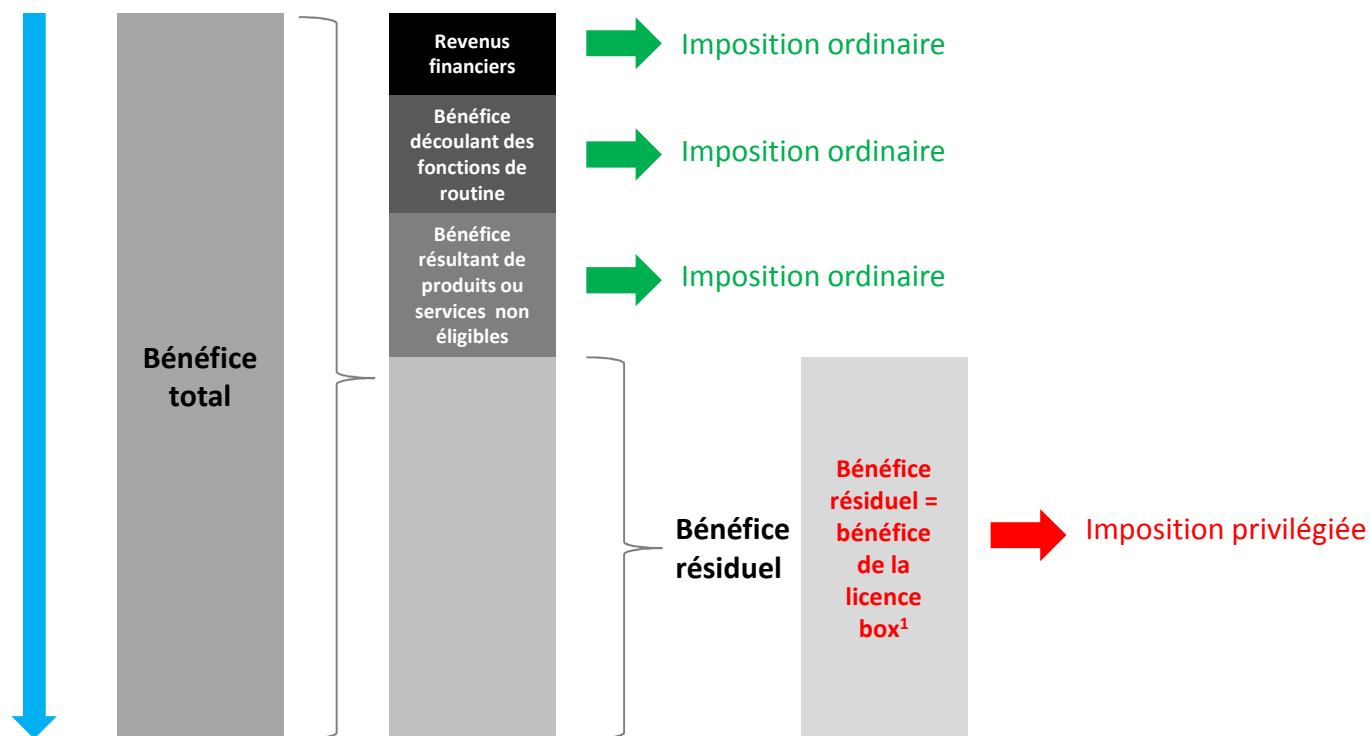 Revenus
financiers
Imposition ordinaire
Bénéfice
découlant des
fonctions de
routine
Imposition ordinaire
Bénéfice
résultant de
produits ou
services non
éligibles
Imposition ordinaire
Bénéfice
total
Bénéfice
résiduel
Bénéfice
résiduel =
bénéfice
de la
licence
box¹
Imposition privilégiée